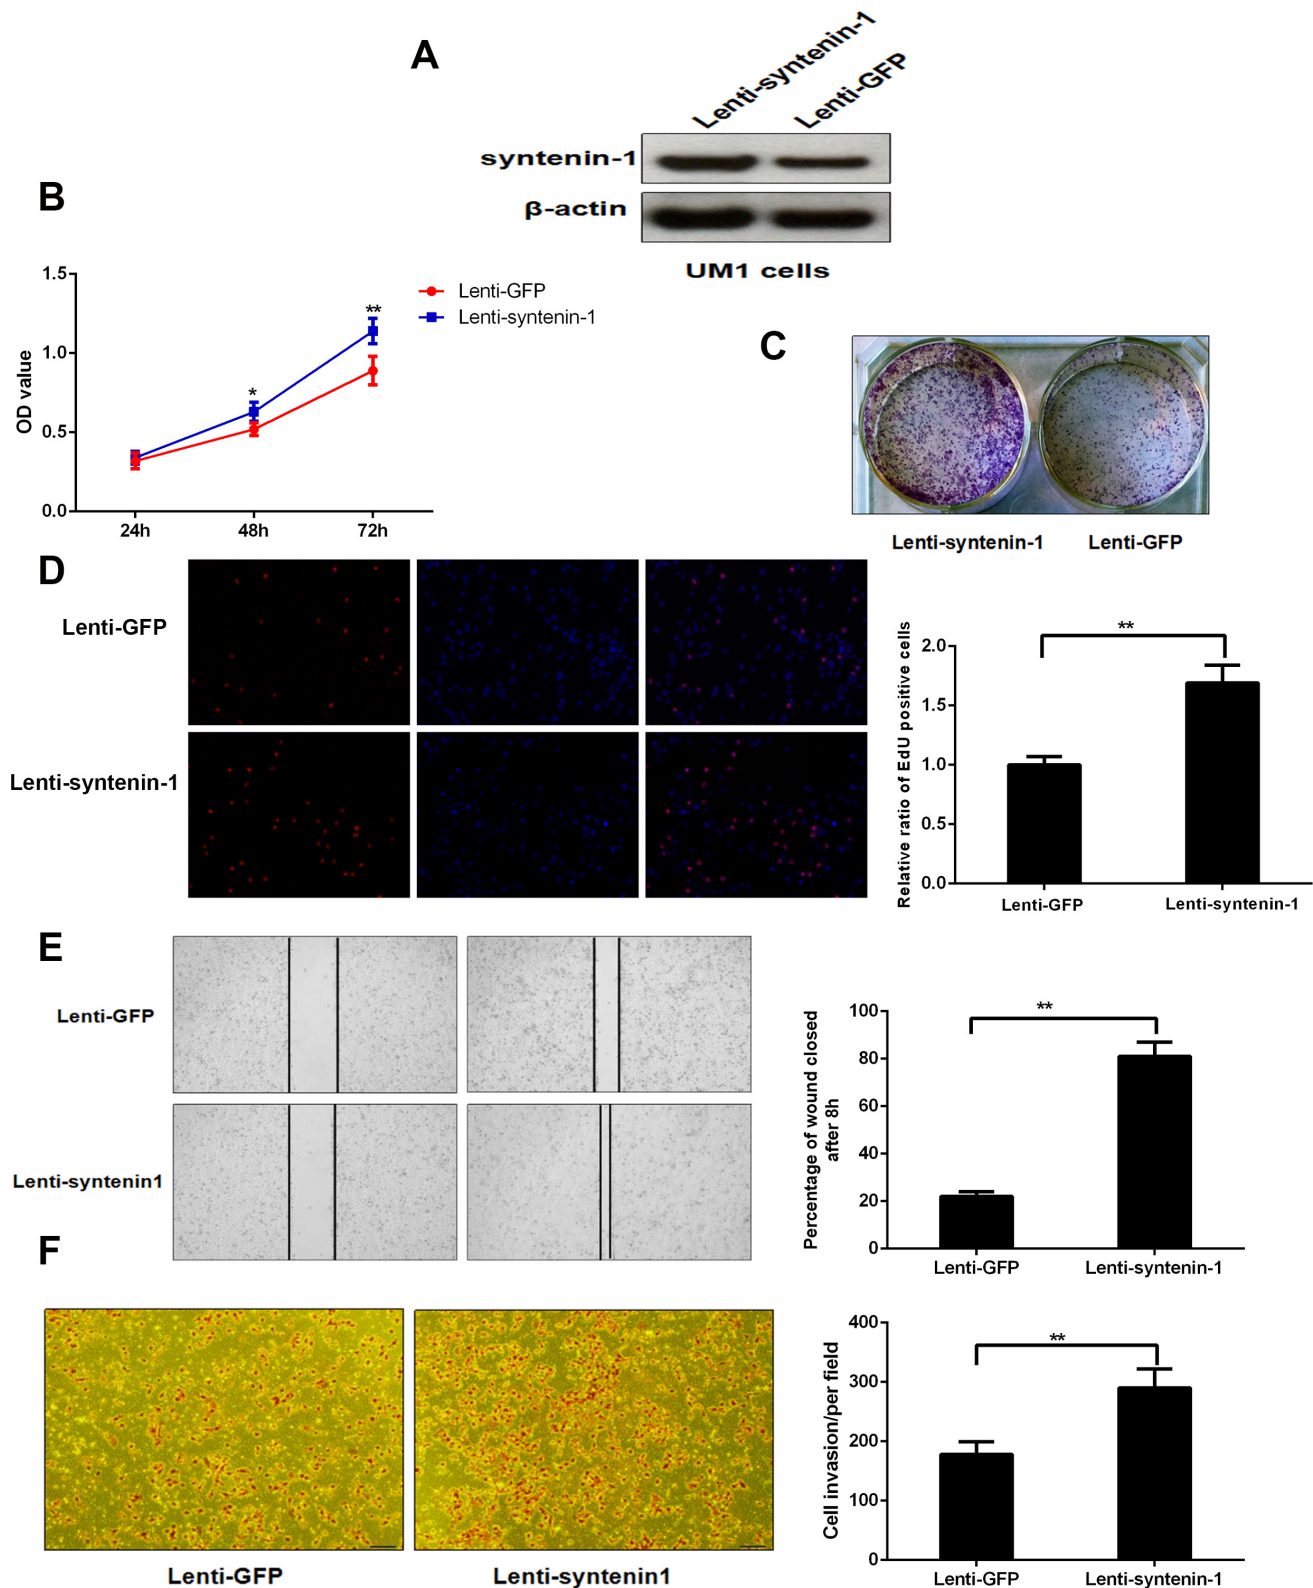 A
Lenti-syntenin-1
Lenti-GFP
syntenin-1
β-actin
UM1 cells
B
1.5
1.0
0.5
0.0
OD value
24h
48h
72h
*
**
Lenti-GFP
Lenti-syntenin-1
C
Lenti-syntenin-1
Lenti-GFP
D
Lenti-GFP
Lenti-syntenin-1
Relative ratio of EdU positive cells
2.0
1.5
1.0
0.5
0.0
**
Lenti-GFP
Lenti-syntenin-1
E
Lenti-GFP
Lenti-syntenin1
Percentage of wound closed
after 8h
100
80
60
40
20
0
**
Lenti-GFP
Lenti-syntenin-1
F
Lenti-GFP
Lenti-syntenin1
Cell invasion/per field
400
300
200
100
0
**
Lenti-GFP
Lenti-syntenin-1